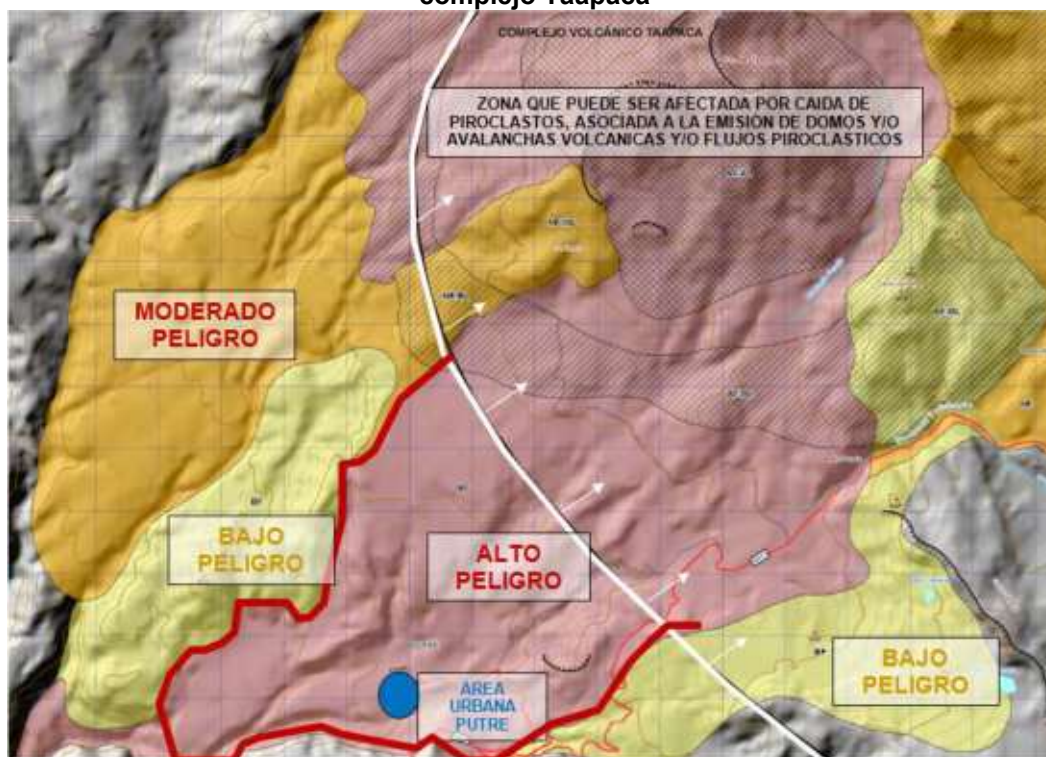 complejo Taapaca
COMPLEJO VOLCÁNICO TAAPACA
ZONA QUE PUEDE SER AFECTADA POR CAIDA DE
PIROCLASTOS, ASOCIADA A LA EMISION DE DOMOS Y/O
AVALANCHAS VOLCANICAS Y/O FLUJOS PIROCLASTICOS
MODERADO
PELIGRO
BAJO
PELIGRO
ALTO
PELIGRO
BAJO
PELIGRO
AREA
URBANA
PUTRE